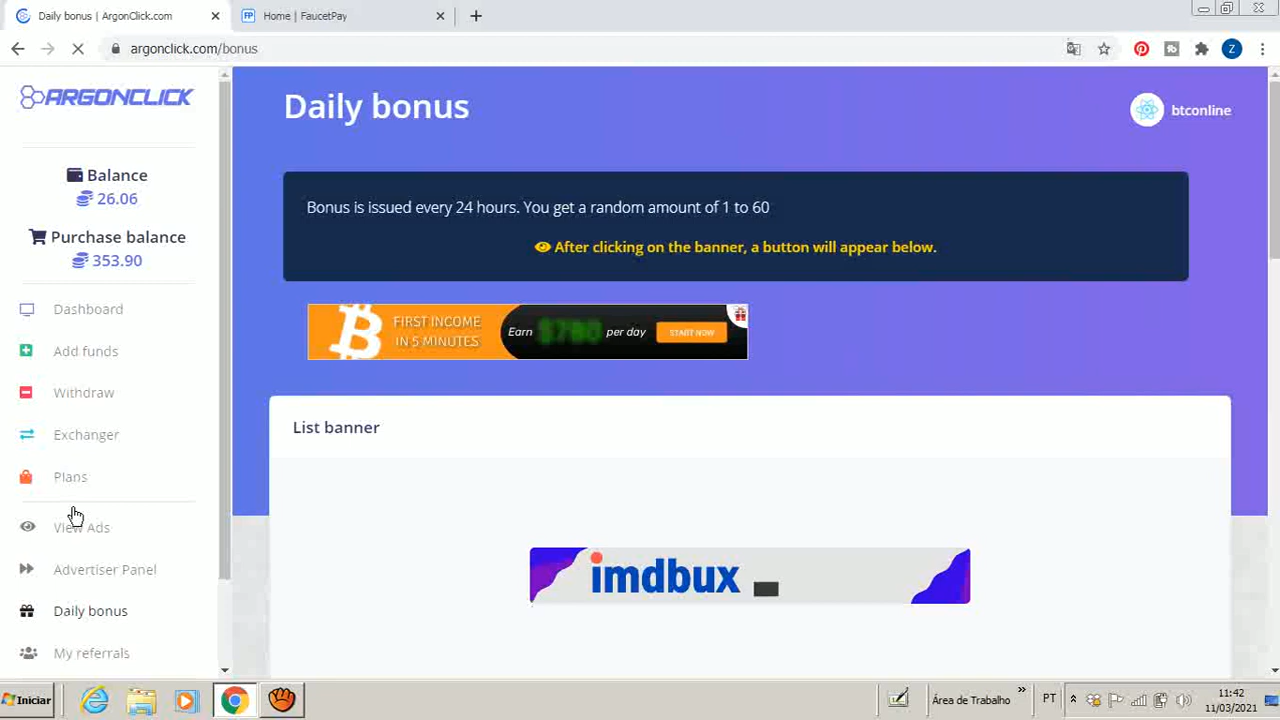 Daily bonus | ArgonClick.com
Home | FaucetPay
argonclick.com/bonus
Z
ARGONCLICK
Balance
26.06
Purchase balance
353.90
Dashboard
Add funds
Withdraw
Exchanger
Plans
View Ads
Advertiser Panel
Daily bonus
My referrals
Daily bonus
btconline
Bonus is issued every 24 hours. You get a random amount of 1 to 60
After clicking on the banner, a button will appear below.
FIRST INCOME
IN 5 MINUTES
Earn per day
START NOW
List banner
imdbux
Iniciar
Área de Trabalho
»
PT
11:42
11/03/2021